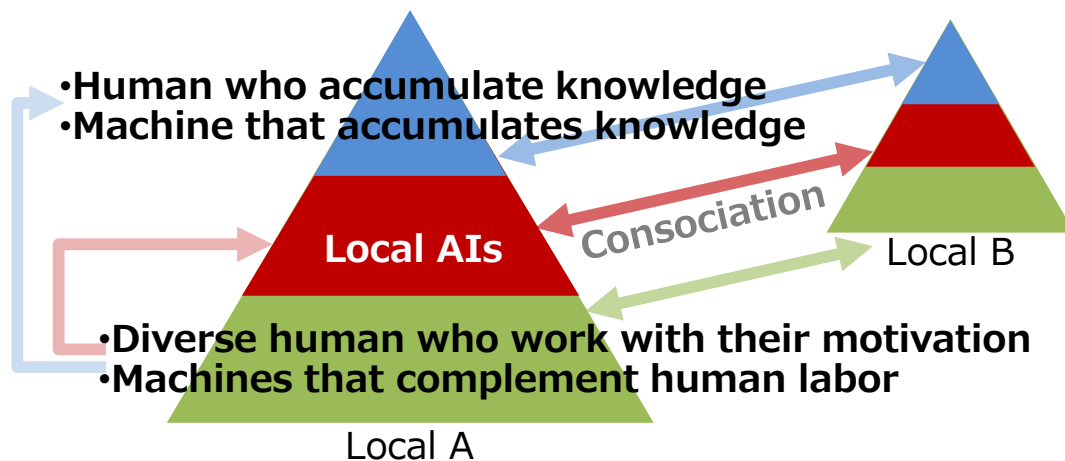 •Human who accumulate knowledge
•Machine that accumulates knowledge
Consociation
Local AIs
Local B
•Diverse human who work with their motivation
•Machines that complement human labor
Local A